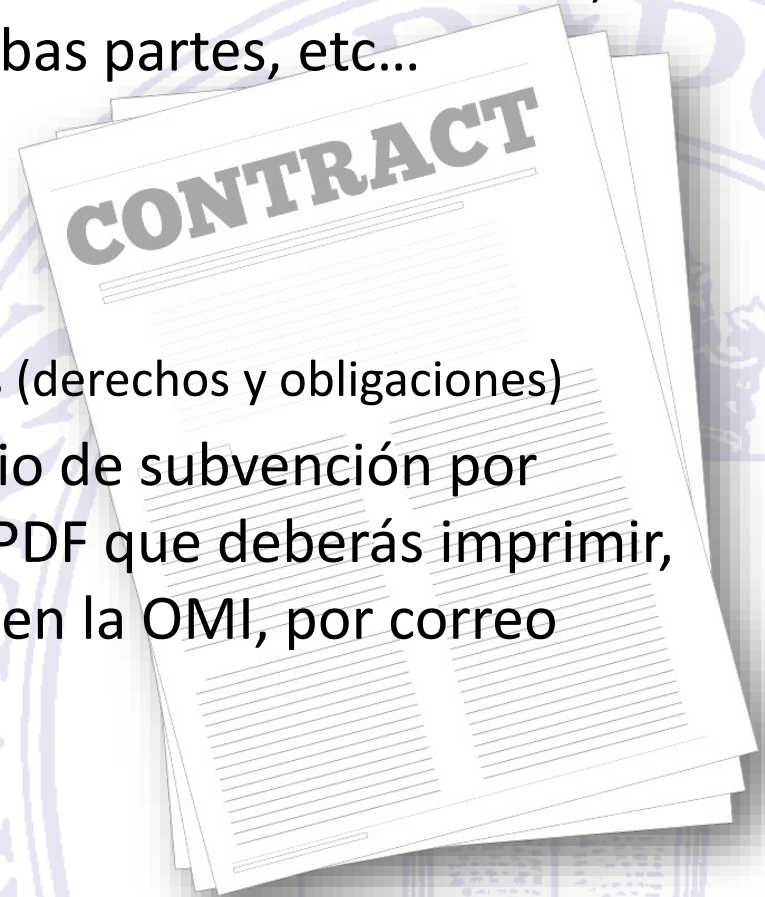 bas partes, etc...
CONTRACT
(derechos y obligaciones)
io de subvención por
PDF que deberás imprimir,
en la OMI, por correo